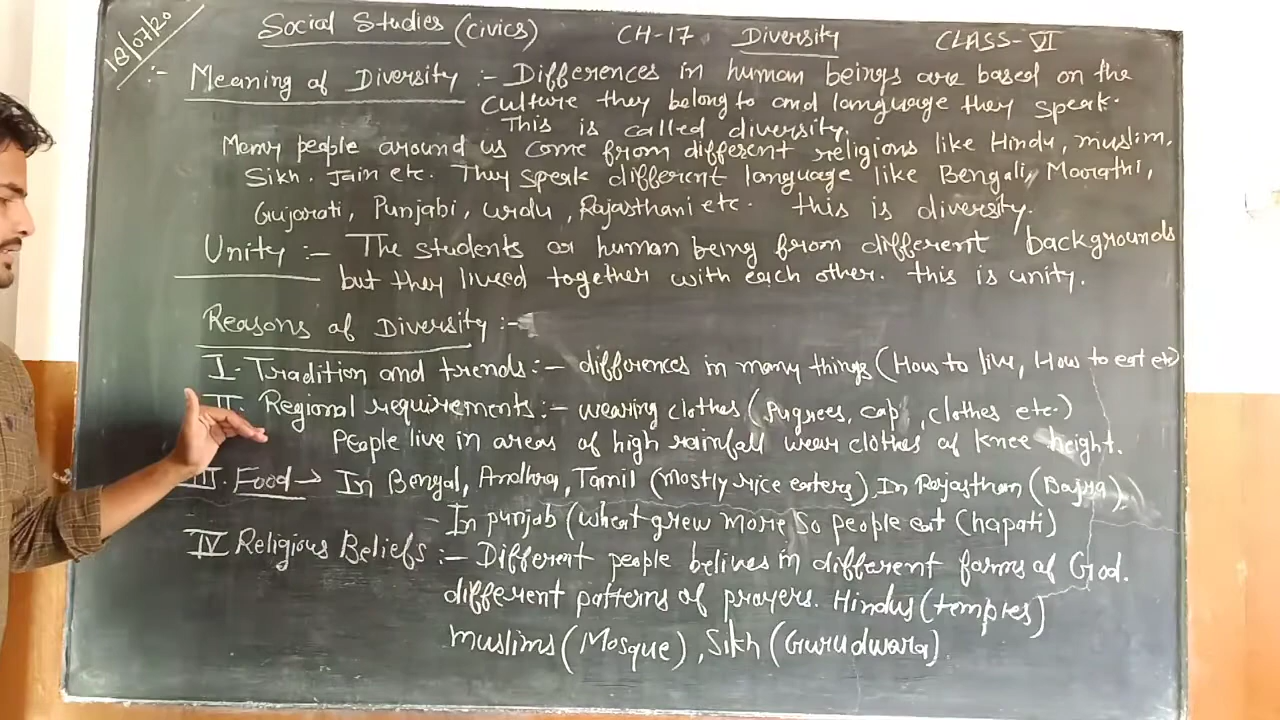 18/07/20
Social Studies (civics) CH-17 Diversity CLASS-VI
:- Meaning of Diversity :- Differences in human beings are based on the
culture they belong to and language they speak.
This is called diversity.
Many people around us come from different religions like Hindu, muslim,
Sikh. Jain etc. They speak different language like Bengali, Marathi,
Gujarati, Punjabi, urdu, Rajasthani etc. this is diversity.
Unity :- The students or human being from different backgrounds
but they lived together with each other. this is unity.
Reasons of Diversity :-
I. Tradition and trends :- differences in many things (How to live, How to eat etc)
II. Regional requirements :- wearing clothes (pugrees, cap, clothes etc.)
People live in areas of high rainfall wear clothes of knee height.
III. Food → In Bengal, Andhra, Tamil (mostly rice eaters), In Rajasthan (Bajra)
- In punjab (wheat grew more so people eat Chapati)
IV Religious Beliefs :- Different people belives in different forms of God.
different patterns of prayers. Hindus (temples)
muslims (Mosque), Sikh (Gurudwara).